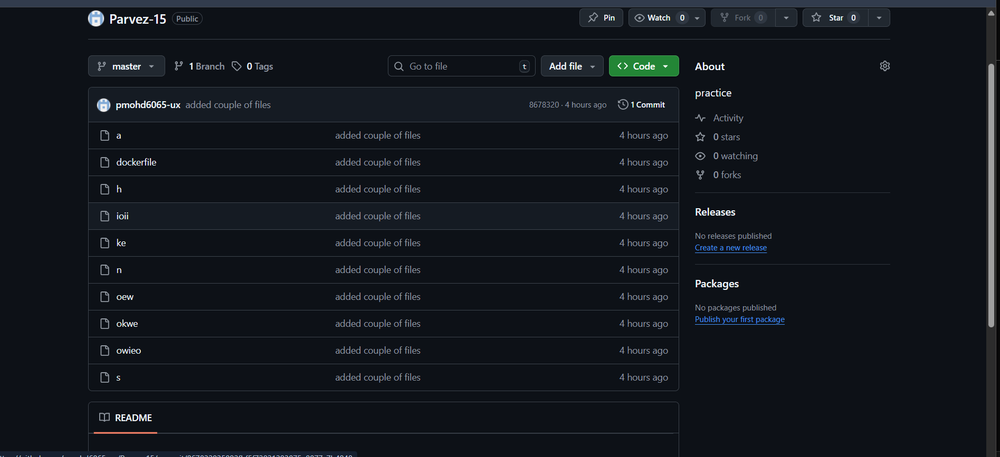 Parvez-15 Public
Pin Watch 0 Fork 0 Star 0
master 1 Branch 0 Tags Go to file t Add file Code
pmohd6065-ux added couple of files 8678320 · 4 hours ago 1 Commit
a added couple of files 4 hours ago
dockerfile added couple of files 4 hours ago
h added couple of files 4 hours ago
ioii added couple of files 4 hours ago
ke added couple of files 4 hours ago
n added couple of files 4 hours ago
oew added couple of files 4 hours ago
okwe added couple of files 4 hours ago
owieo added couple of files 4 hours ago
s added couple of files 4 hours ago
README
About
practice
Activity
0 stars
0 watching
0 forks
Releases
No releases published
Create a new release
Packages
No packages published
Publish your first package